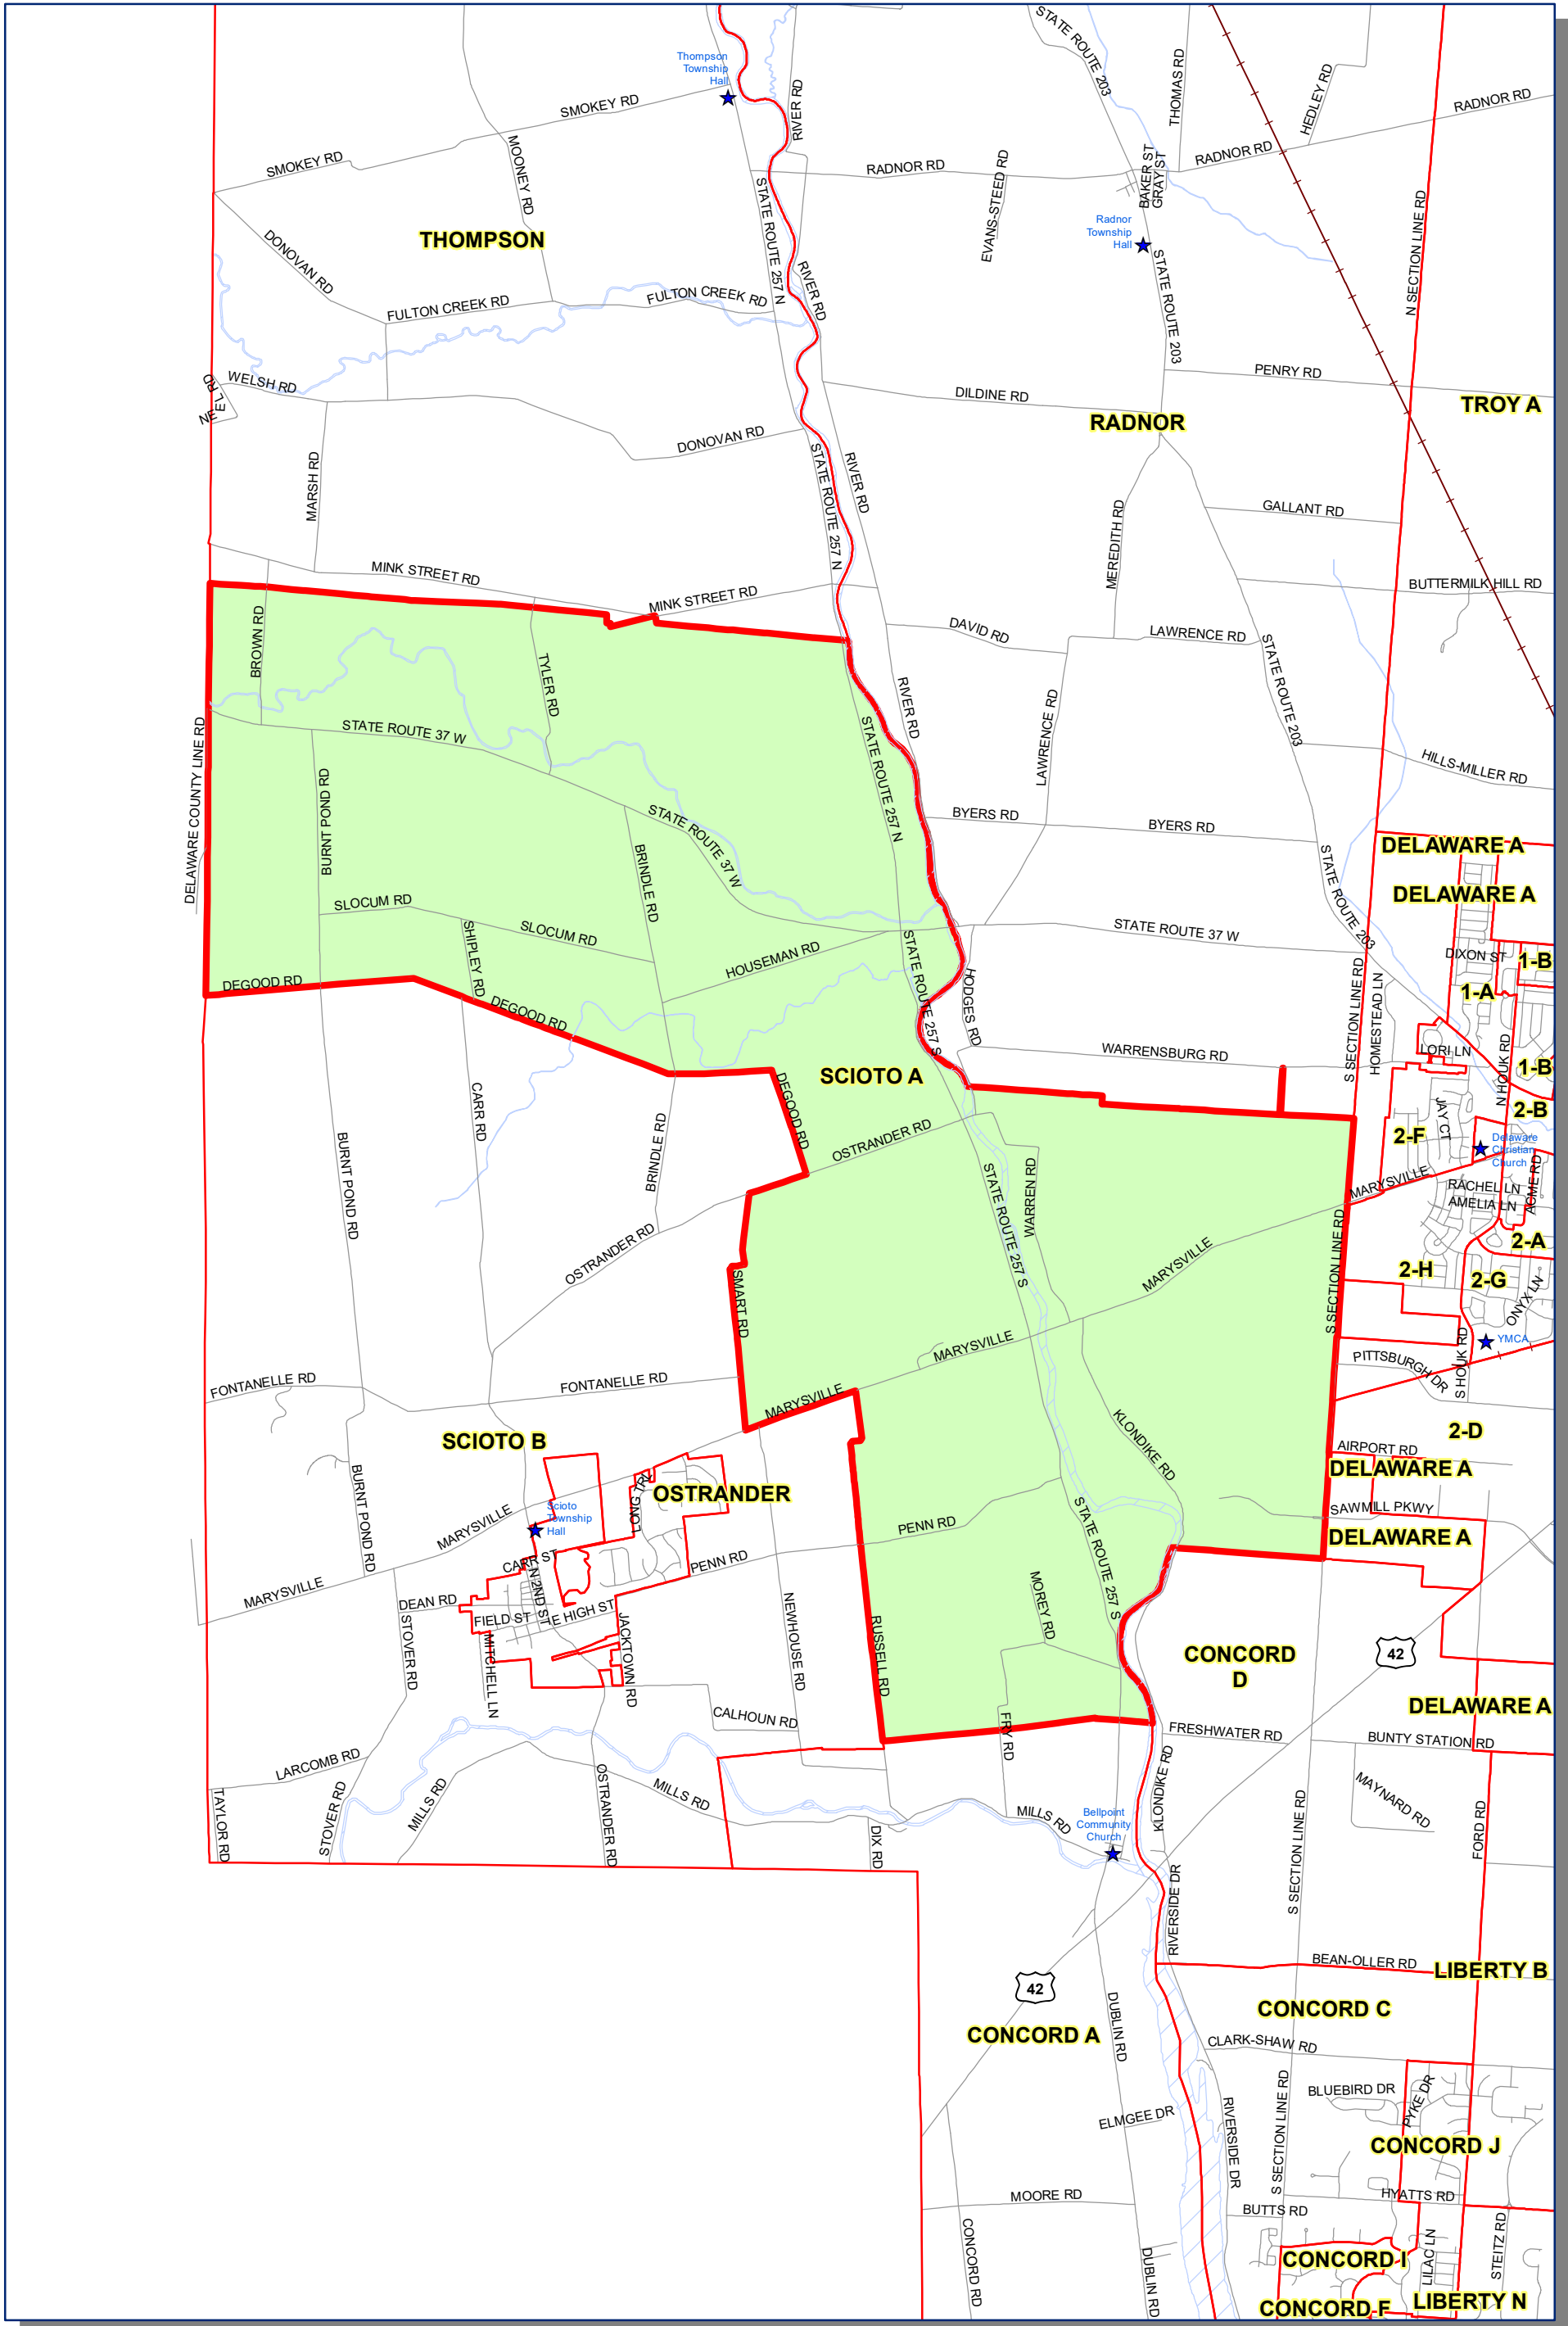 STATE ROUTE 203
Thompson
Township
Hall
SMOKEY RD
RIVER RD
THOMAS RD
HEDLEY RD
RADNOR RD
SMOKEY RD
MOONEY RD
RADNOR RD
EVANS-STEED RD
BAKER ST
GRAY ST
RADNOR RD
N SECTION LINE RD
STATE ROUTE 257 N
Radnor
Township
Hall
THOMPSON
DONOVAN RD
FULTON CREEK RD
FULTON CREEK RD
RIVER RD
STATE ROUTE 203
WELSH RD
DILDINE RD
PENRY RD
TROY A
RADNOR
DONOVAN RD
MARSH RD
STATE ROUTE 257 N
RIVER RD
MEREDITH RD
GALLANT RD
MINK STREET RD
MINK STREET RD
BUTTERMILK HILL RD
BROWN RD
TYLER RD
DAVID RD
LAWRENCE RD
STATE ROUTE 203
RIVER RD
LAWRENCE RD
STATE ROUTE 37 W
STATE ROUTE 257 N
HILLS-MILLER RD
DELAWARE COUNTY LINE RD
BURNT POND RD
STATE ROUTE 37 W
BRINDLE RD
BYERS RD
BYERS RD
STATE ROUTE 203
DELAWARE A
DELAWARE A
SLOCUM RD
SLOCUM RD
SHIPLEY RD
HOUSEMAN RD
STATE ROUTE 37 W
DIXON ST
1-B
1-A
DEGOOD RD
DEGOOD RD
STATE ROUTE 257 S
HODGES RD
S SECTION LINE RD
HOMESTEAD LN
WARRENSBURG RD
LORI LN
N HOUK RD
1-B
SCIOTO A
CARR RD
DEGOOD RD
OSTRANDER RD
JAY CT
2-B
2-F
Delaware
Christian
Church
BURNT POND RD
BRINDLE RD
STATE ROUTE 257 S
WARREN RD
MARYSVILLE
RACHEL LN
AMELIA LN
ACME RD
OSTRANDER RD
MARYSVILLE
S SECTION LINE RD
2-A
2-H
2-G
ONYX LN
SMART RD
MARYSVILLE
S HOUK RD
YMCA
PITTSBURGH DR
FONTANELLE RD
FONTANELLE RD
MARYSVILLE
KLONDIKE RD
2-D
SCIOTO B
AIRPORT RD
DELAWARE A
BURNT POND RD
LONG TRL
OSTRANDER
SAWMILL PKWY
DELAWARE A
MARYSVILLE
Scioto
Township
Hall
PENN RD
STATE ROUTE 257 S
CARR ST
PENN RD
MARYSVILLE
N 2ND ST
DEAN RD
FIELD ST
E HIGH ST
MOREY RD
STOVER RD
MITCHELL LN
JACKTOWN RD
NEWHOUSE RD
RUSSELL RD
CONCORD
D
42
CALHOUN RD
FRY RD
DELAWARE A
FRESHWATER RD
BUNTY STATION RD
LARCOMB RD
TAYLOR RD
STOVER RD
MILLS RD
OSTRANDER RD
MILLS RD
DIX RD
MILLS RD
Bellpoint
Community
Church
KLONDIKE RD
MAYNARD RD
FORD RD
S SECTION LINE RD
RIVERSIDE DR
BEAN-OLLER RD
LIBERTY B
42
CONCORD C
CONCORD A
DUBLIN RD
CLARK-SHAW RD
BLUEBIRD DR
PYKE DR
ELMGEE DR
RIVERSIDE DR
S SECTION LINE RD
CONCORD J
MOORE RD
HYATTS RD
BUTTS RD
CONCORD RD
DUBLIN RD
CONCORD I
LILAC LN
STEITZ RD
LIBERTY N
CONCORD F